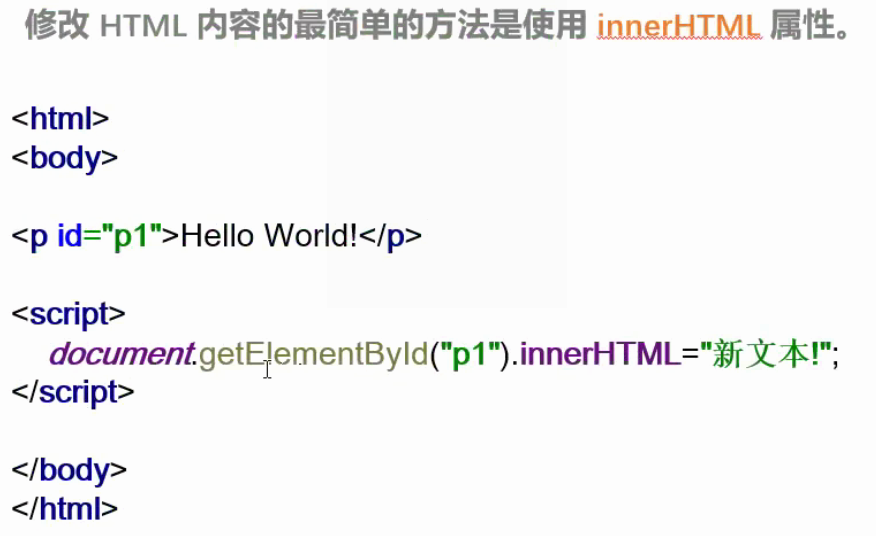 修改 HTML 内容的最简单的方法是使用 innerHTML 属性。
<html>
<body>
<p id="p1">Hello World!</p>
<script>
document.getElementById("p1").innerHTML="新文本!";
</script>
</body>
</html>